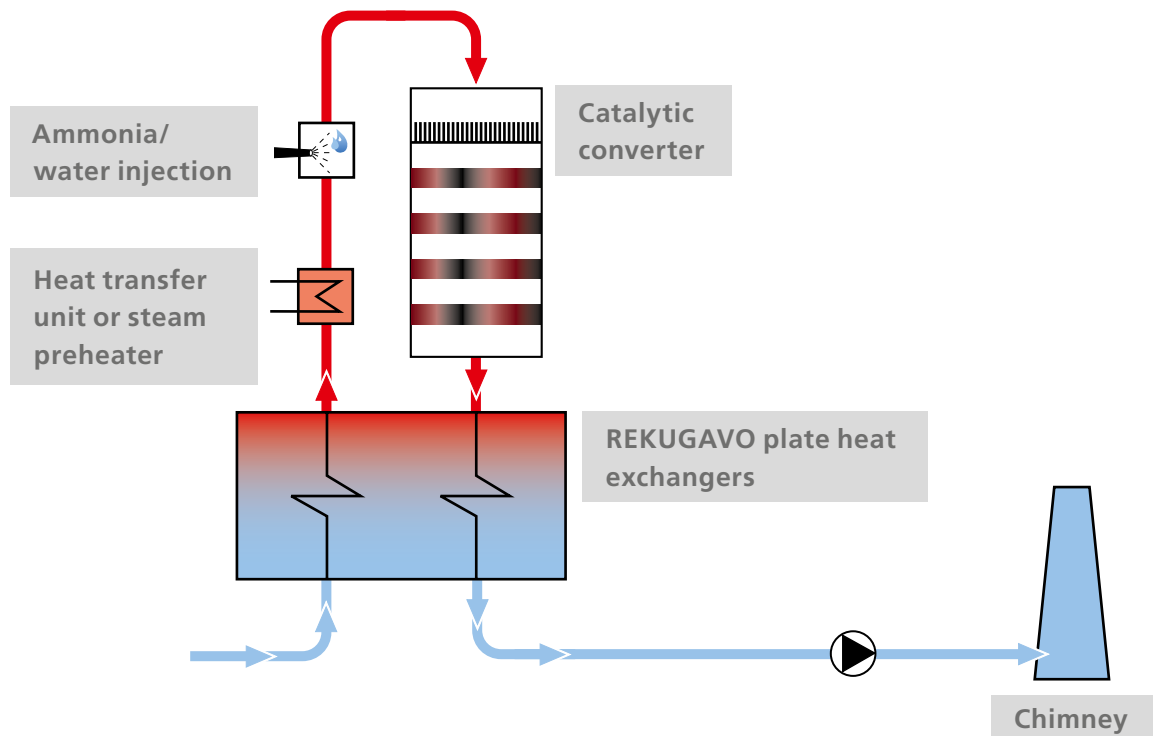 Ammonia/
water injection
Catalytic
converter
Heat transfer
unit or steam
preheater
REKUGAVO plate heat
exchangers
Chimney